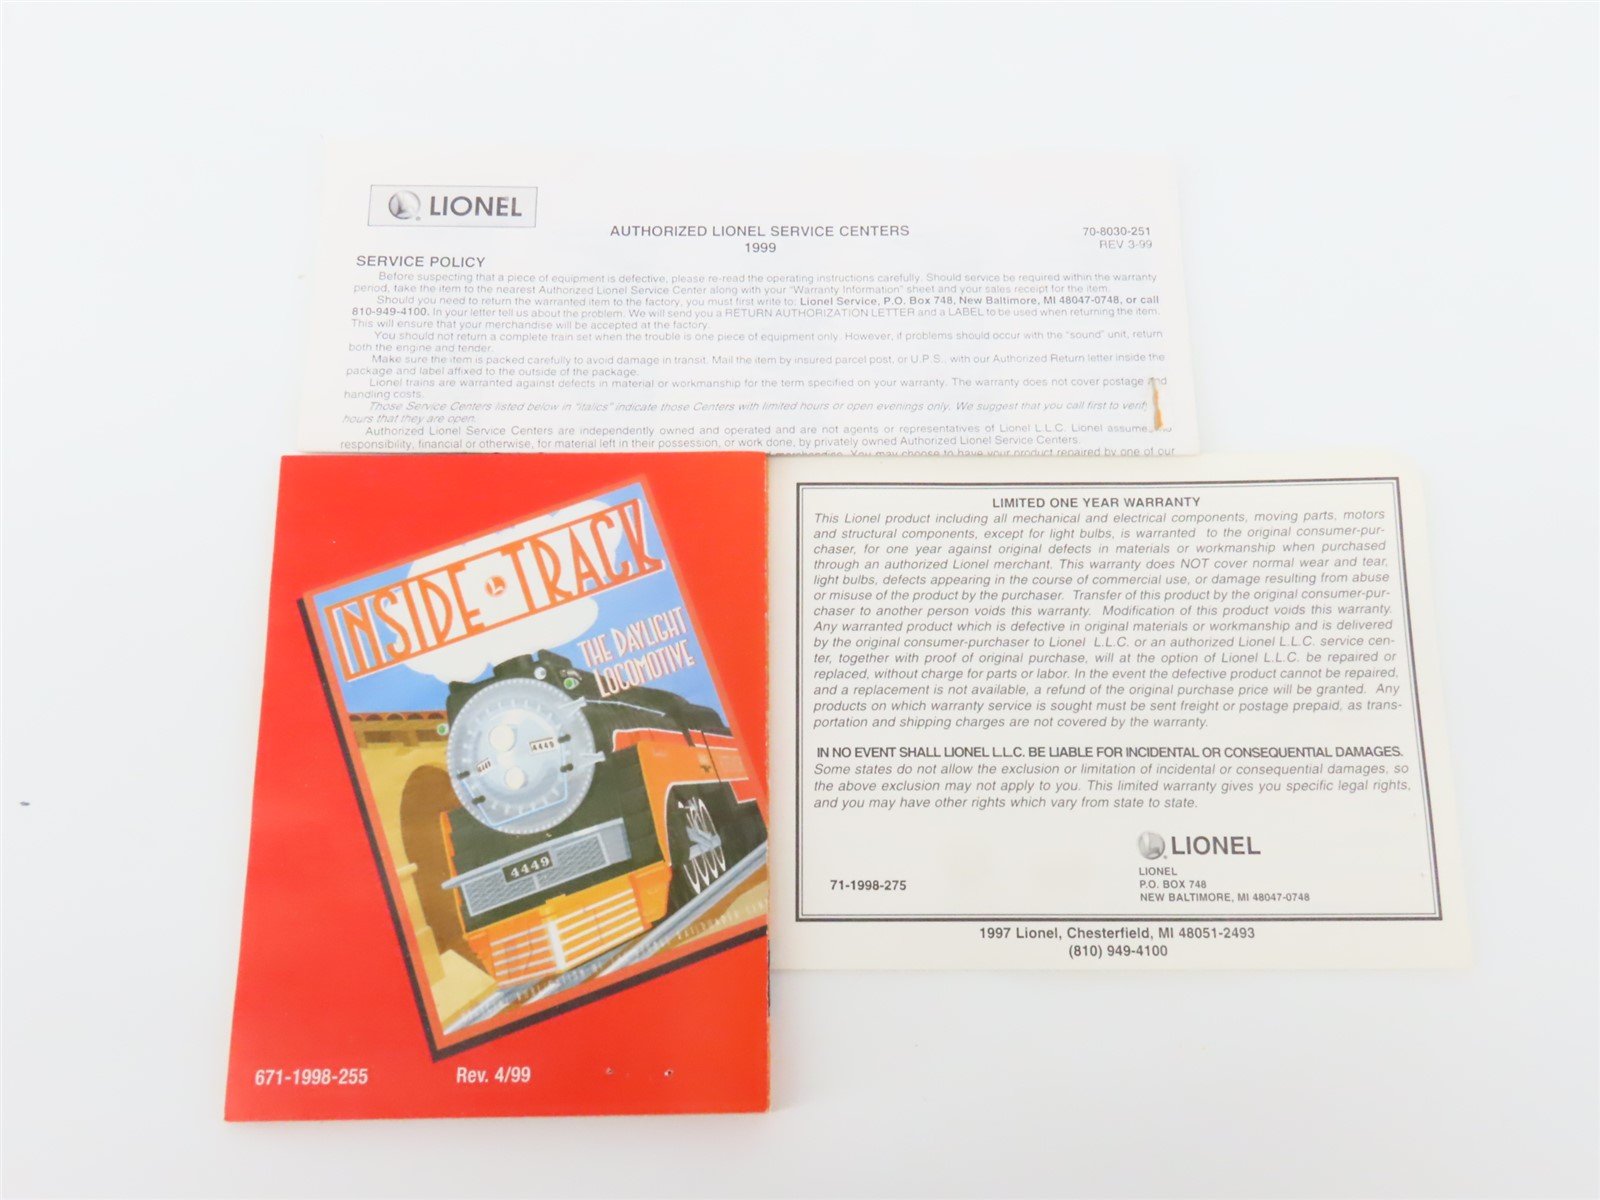 LIONEL
AUTHORIZED LIONEL SERVICE CENTERS
1999
70-8030-251
REV 3-99
SERVICE POLICY
Before suspecting that a piece of equipment is defective, please re-read the operating instructions carefully. Should service be required within the warranty
period, take the item to the nearest Authorized Lionel Service Center along with your "Warranty Information" sheet and your sales receipt for the item.
Should you need to return the warranted item to the factory, you must first write to: Lionel Service, P.O. Box 748, New Baltimore, MI 48047-0748, or call
810-949-4100. In your letter tell us about the problem. We will send you a RETURN AUTHORIZATION LETTER and a LABEL to be used when returning the item.
This will ensure that your merchandise will be accepted at the factory.
You should not return a complete train set when the trouble is one piece of equipment only. However, if problems should occur with the "sound" unit, return
both the engine and tender.
Make sure the item is packed carefully to avoid damage in transit. Mail the item by insured parcel post, or U.P.S., with our Authorized Return letter inside the
package and label affixed to the outside of the package.
Lionel trains are warranted against defects in material or workmanship for the term specified on your warranty. The warranty does not cover postage and
handling costs.
Those Service Centers listed below in "italics" indicate those Centers with limited hours or open evenings only. We suggest that you call first to verify
hours that they are open.
Authorized Lionel Service Centers are independently owned and operated and are not agents or representatives of Lionel L.L.C. Lionel assumes no
responsibility, financial or otherwise, for material left in their possession, or work done, by privately owned Authorized Lionel Service Centers.
merchandise. You may choose to have your product repaired by one of our
INSIDE TRACK
THE DAYLIGHT
LOCOMOTIVE
4449
4449
4449
671-1998-255
Rev. 4/99
LIMITED ONE YEAR WARRANTY
This Lionel product including all mechanical and electrical components, moving parts, motors
and structural components, except for light bulbs, is warranted to the original consumer-pur-
chaser, for one year against original defects in materials or workmanship when purchased
through an authorized Lionel merchant. This warranty does NOT cover normal wear and tear,
light bulbs, defects appearing in the course of commercial use, or damage resulting from abuse
or misuse of the product by the purchaser. Transfer of this product by the original consumer-pur-
chaser to another person voids this warranty. Modification of this product voids this warranty.
Any warranted product which is defective in original materials or workmanship and is delivered
by the original consumer-purchaser to Lionel L.L.C. or an authorized Lionel L.L.C. service cen-
ter, together with proof of original purchase, will at the option of Lionel L.L.C. be repaired or
replaced, without charge for parts or labor. In the event the defective product cannot be repaired,
and a replacement is not available, a refund of the original purchase price will be granted. Any
products on which warranty service is sought must be sent freight or postage prepaid, as trans-
portation and shipping charges are not covered by the warranty.
IN NO EVENT SHALL LIONEL L.L.C. BE LIABLE FOR INCIDENTAL OR CONSEQUENTIAL DAMAGES.
Some states do not allow the exclusion or limitation of incidental or consequential damages, so
the above exclusion may not apply to you. This limited warranty gives you specific legal rights,
and you may have other rights which vary from state to state.
LIONEL
71-1998-275
LIONEL
P.O. BOX 748
NEW BALTIMORE, MI 48047-0748
1997 Lionel, Chesterfield, MI 48051-2493
(810) 949-4100